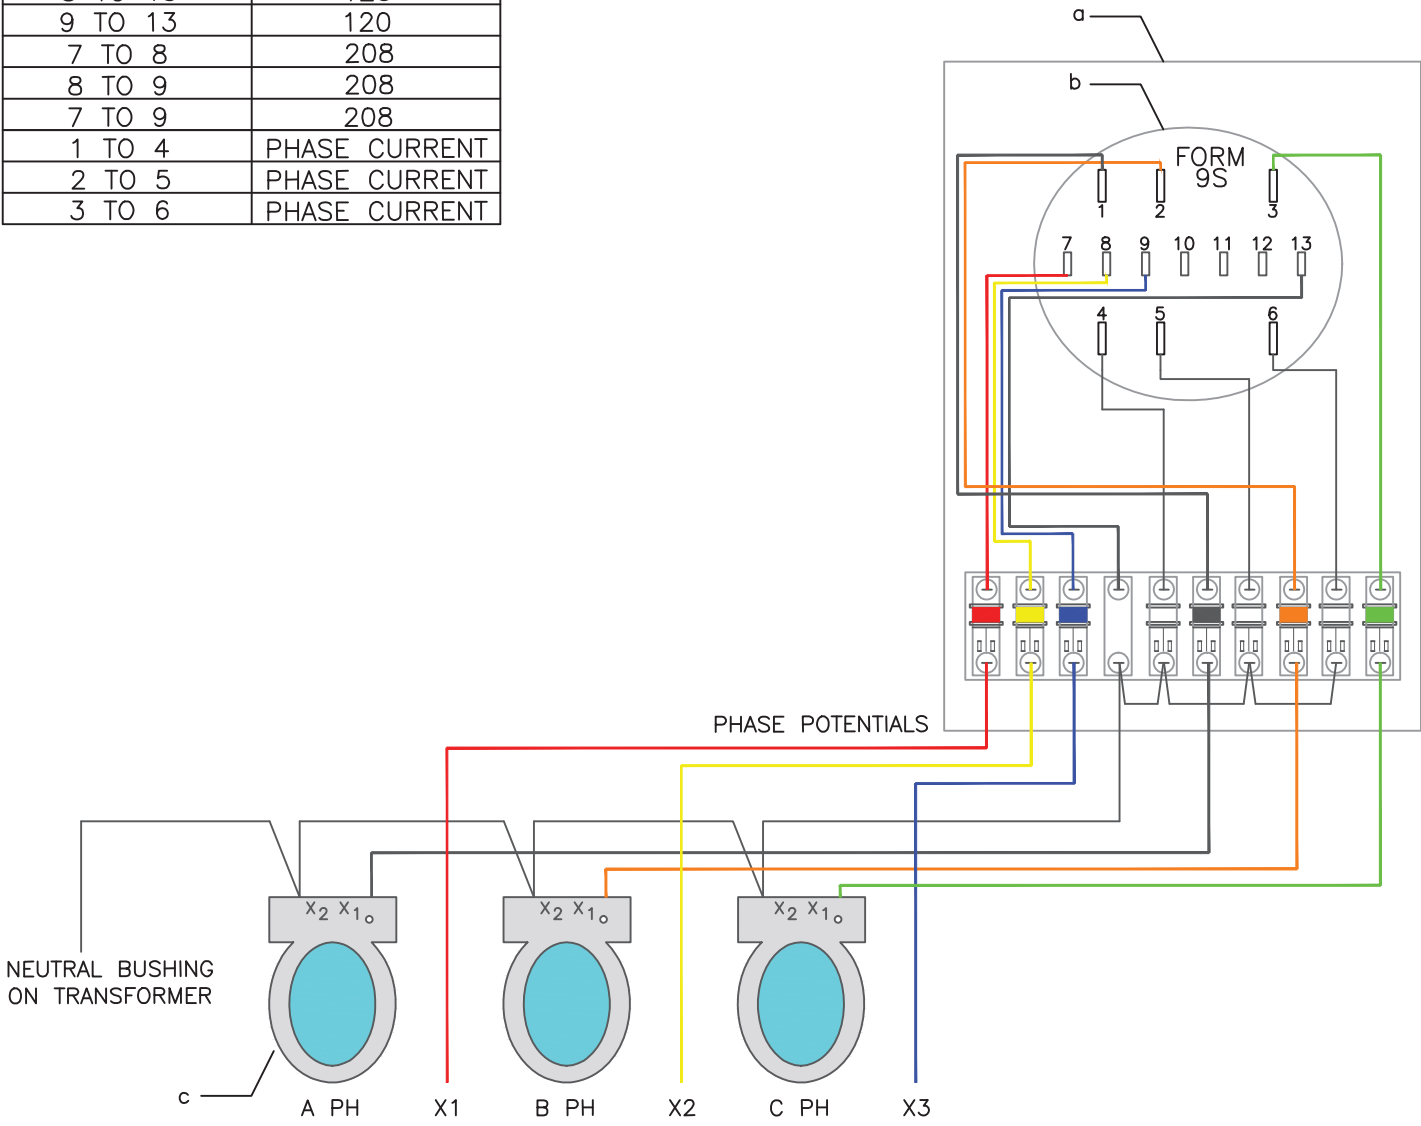 9 TO 13 120
7 TO 8 208
8 TO 9 208
7 TO 9 208
1 TO 4 PHASE CURRENT
2 TO 5 PHASE CURRENT
3 TO 6 PHASE CURRENT
a
b
FORM
9S
1 2 3
7 8 9 10 11 12 13
4 5 6
PHASE POTENTIALS
X2 X1
X2 X1
X2 X1
NEUTRAL BUSHING
ON TRANSFORMER
c
A PH
X1
B PH
X2
C PH
X3